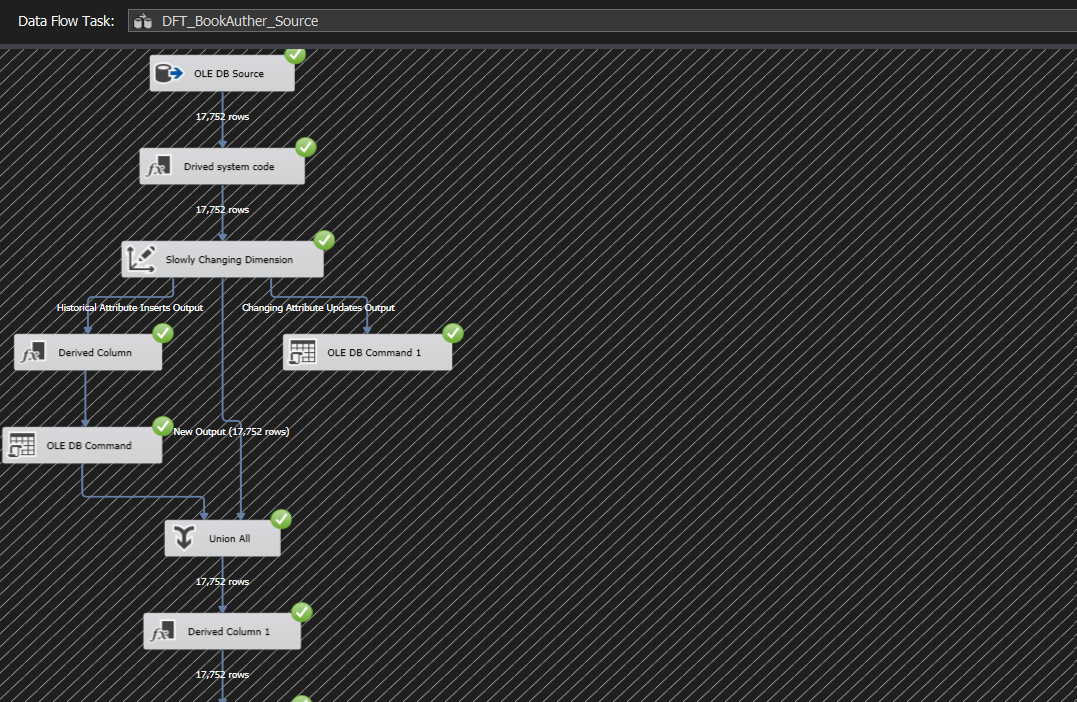 Data Flow Task:
DFT_BookAuther_Source
OLE DB Source
17,752 rows
Drived system code
17,752 rows
Slowly Changing Dimension
Historical Attribute Inserts Output
Changing Attribute Updates Output
Derived Column
OLE DB Command 1
New Output (17,752 rows)
OLE DB Command
Union All
17,752 rows
Derived Column 1
17,752 rows